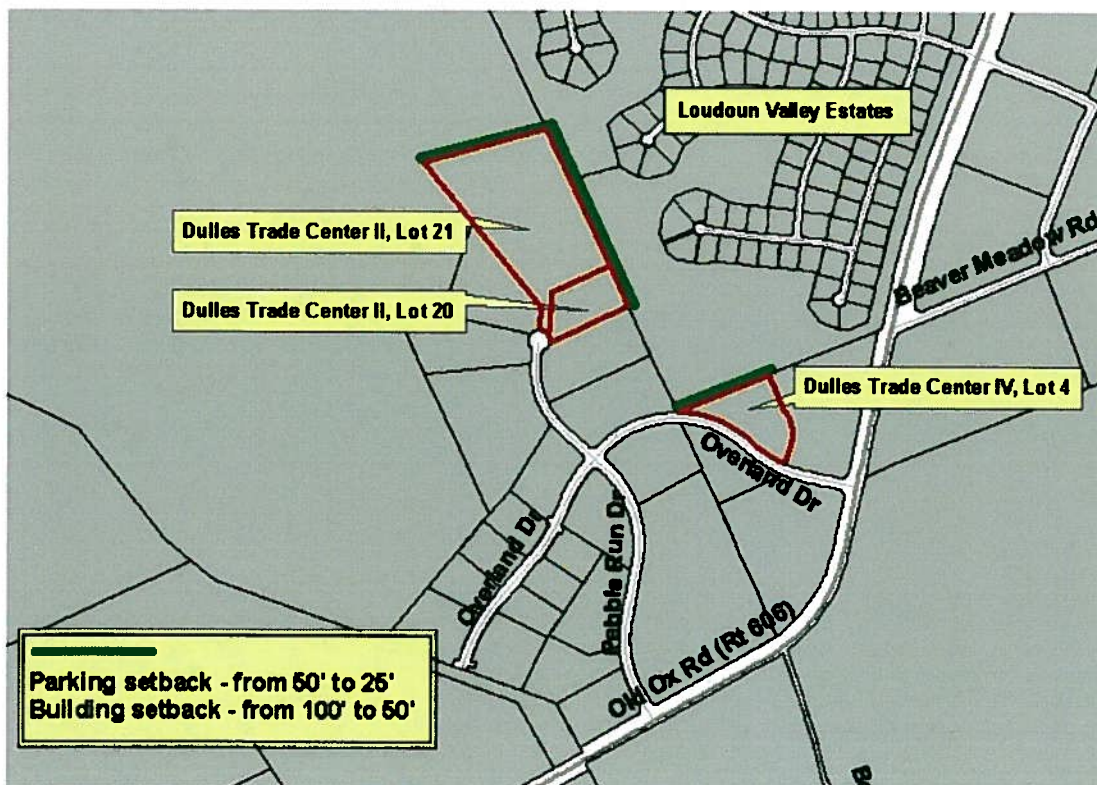 Loudoun Valley Estates
Dulles Trade Center II, Lot 21
Beaver Meadow Rd
Dulles Trade Center II, Lot 20
Dulles Trade Center IV, Lot 4
Overland Dr
Overland Dr
Pebble Run Dr
Old Ox Rd (Rt 606)
Parking setback - from 50' to 25'
Building setback - from 100' to 50'